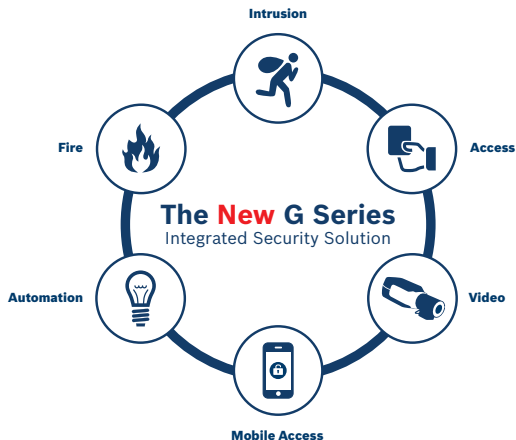 Intrusion
Fire
Access
The New G Series
Integrated Security Solution
Automation
Video
Mobile Access